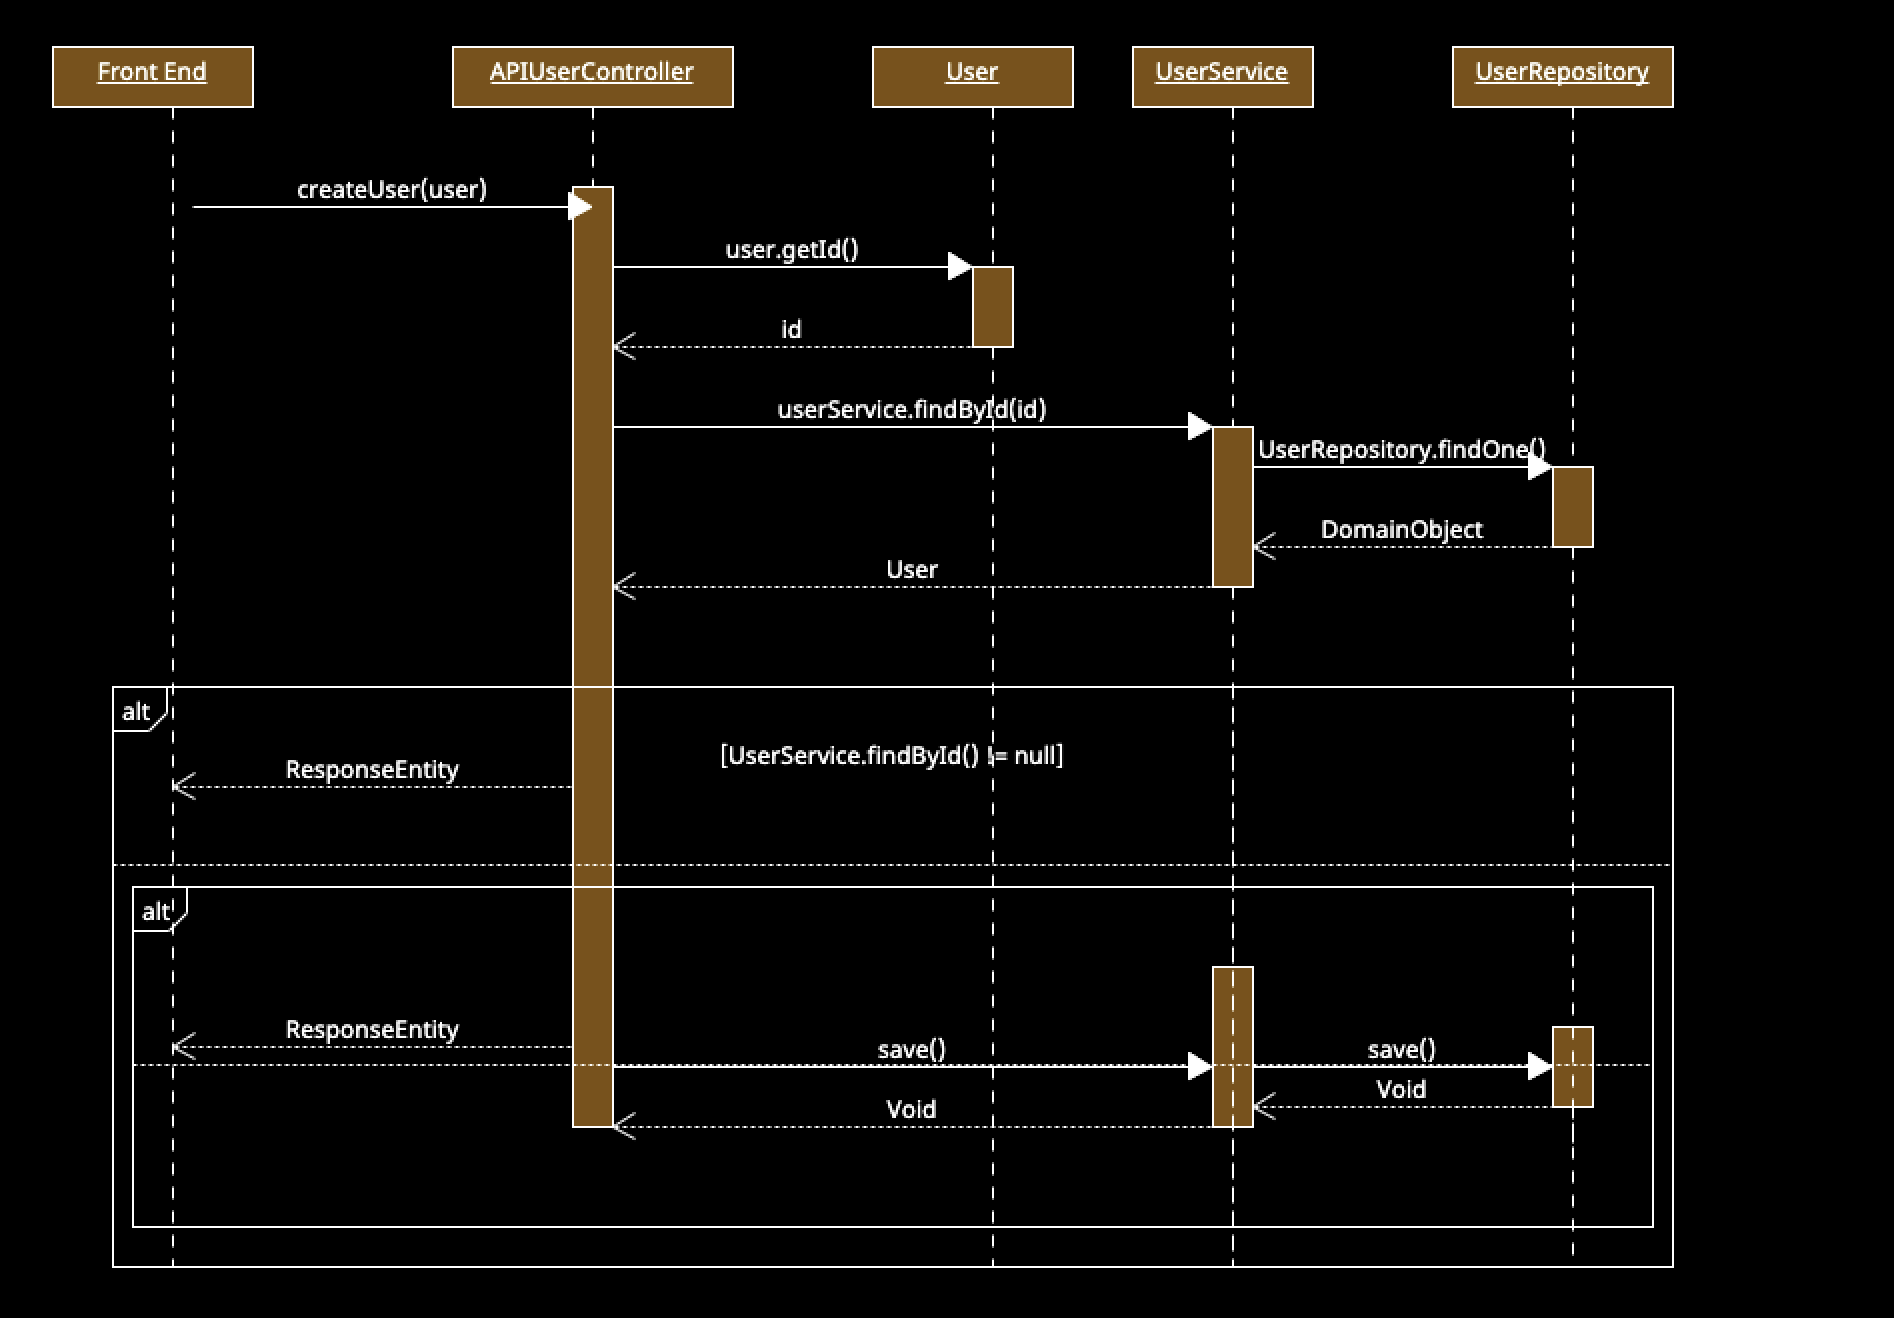 Front End
APIUserController
User
UserService
UserRepository
createUser(user)
user.getId()
id
userService.findById(id)
UserRepository.findOne()
DomainObject
User
alt
[UserService.findById() != null]
ResponseEntity
alt
ResponseEntity
save()
save()
Void
Void